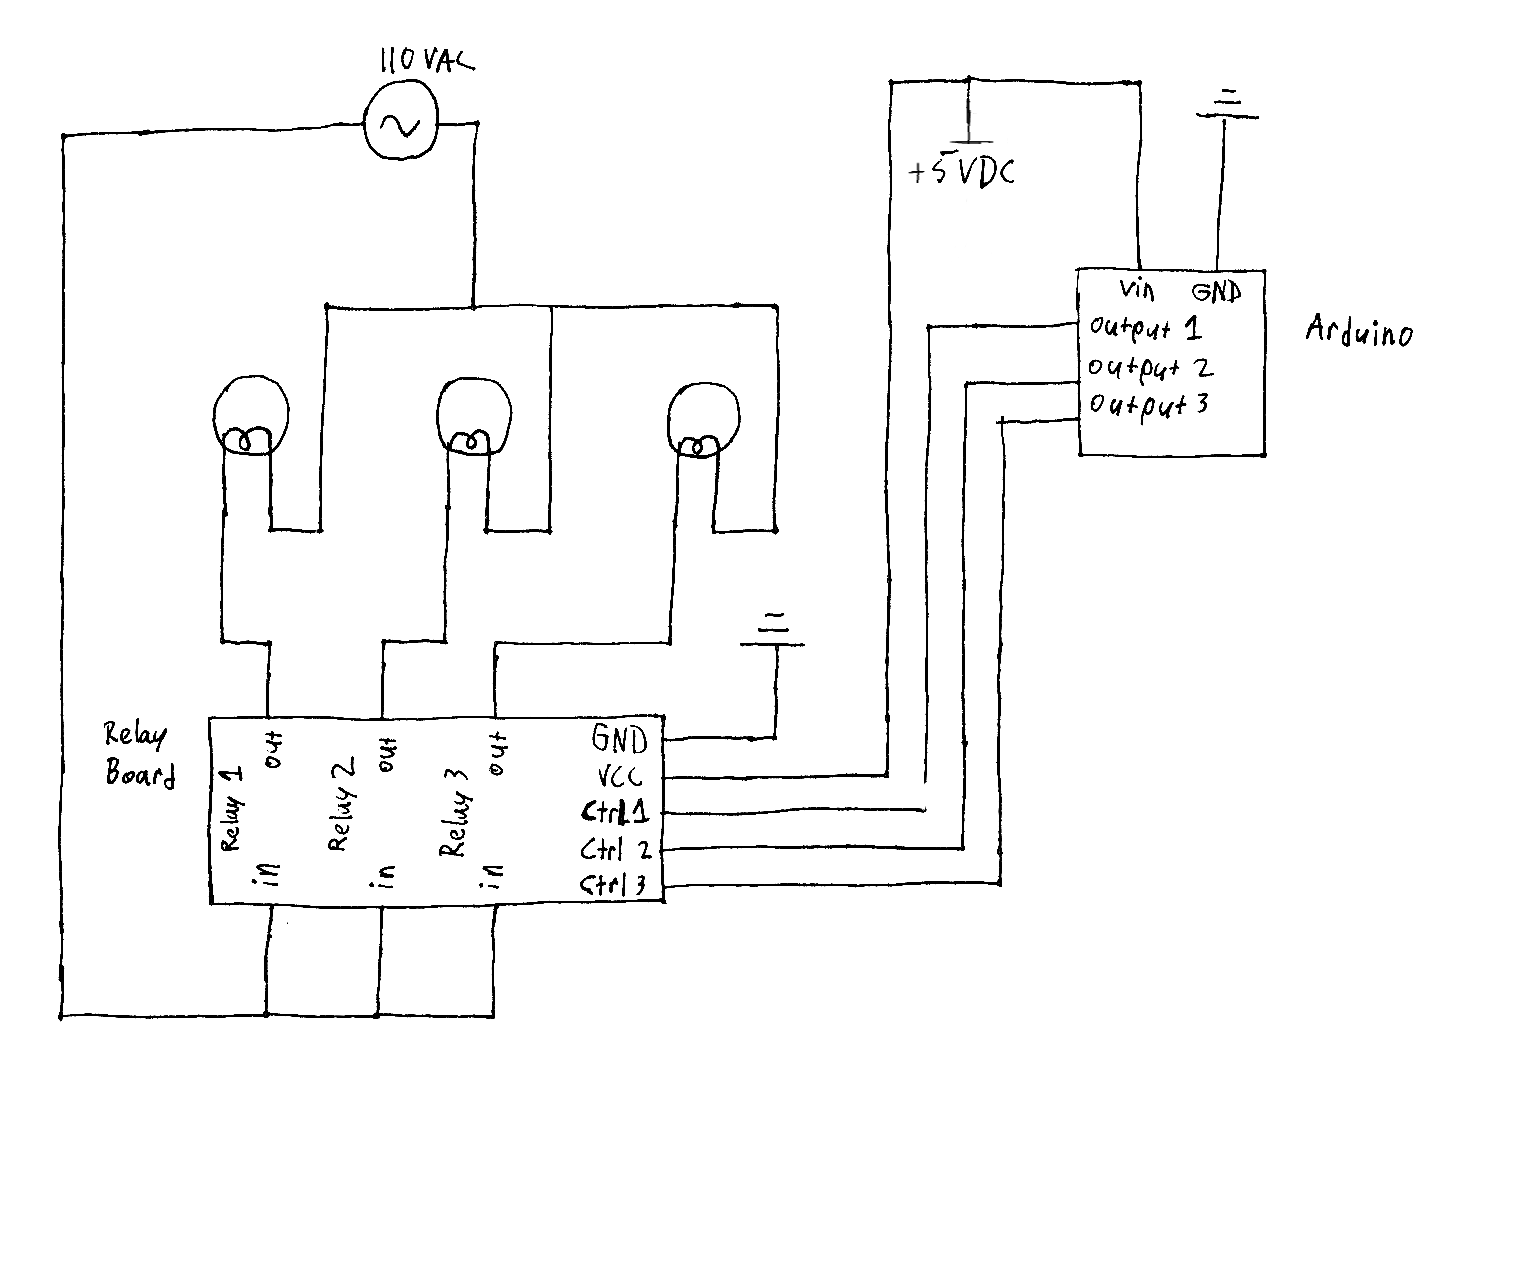 110 VAC
+5 VDC
Vin GND
output 1
output 2
output 3
Arduino
Relay
Board
Relay 1
out
in
Relay 2
out
in
Relay 3
out
in
GND
VCC
Ctrl 1
Ctrl 2
Ctrl 3